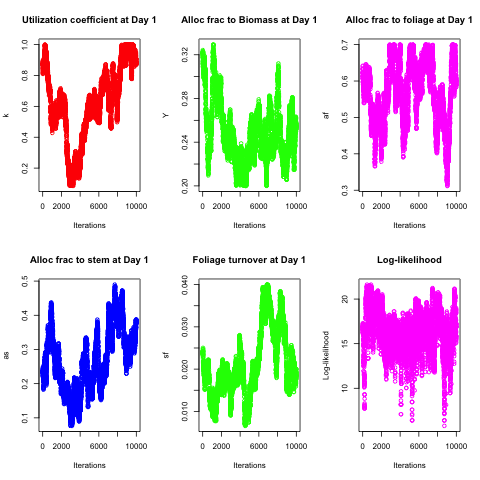 Utilization coefficient at Day 1
k
0.2 0.4 0.6 0.8 1.0
0 2000 6000 10000
Iterations
Alloc frac to Biomass at Day 1
Y
0.20 0.24 0.28 0.32
0 2000 6000 10000
Iterations
Alloc frac to foliage at Day 1
af
0.3 0.4 0.5 0.6 0.7
0 2000 6000 10000
Iterations
Alloc frac to stem at Day 1
as
0.1 0.2 0.3 0.4 0.5
0 2000 6000 10000
Iterations
Foliage turnover at Day 1
sf
0.010 0.020 0.030 0.040
0 2000 6000 10000
Iterations
Log-likelihood
Log-likelihood
10 15 20
0 2000 6000 10000
Iterations